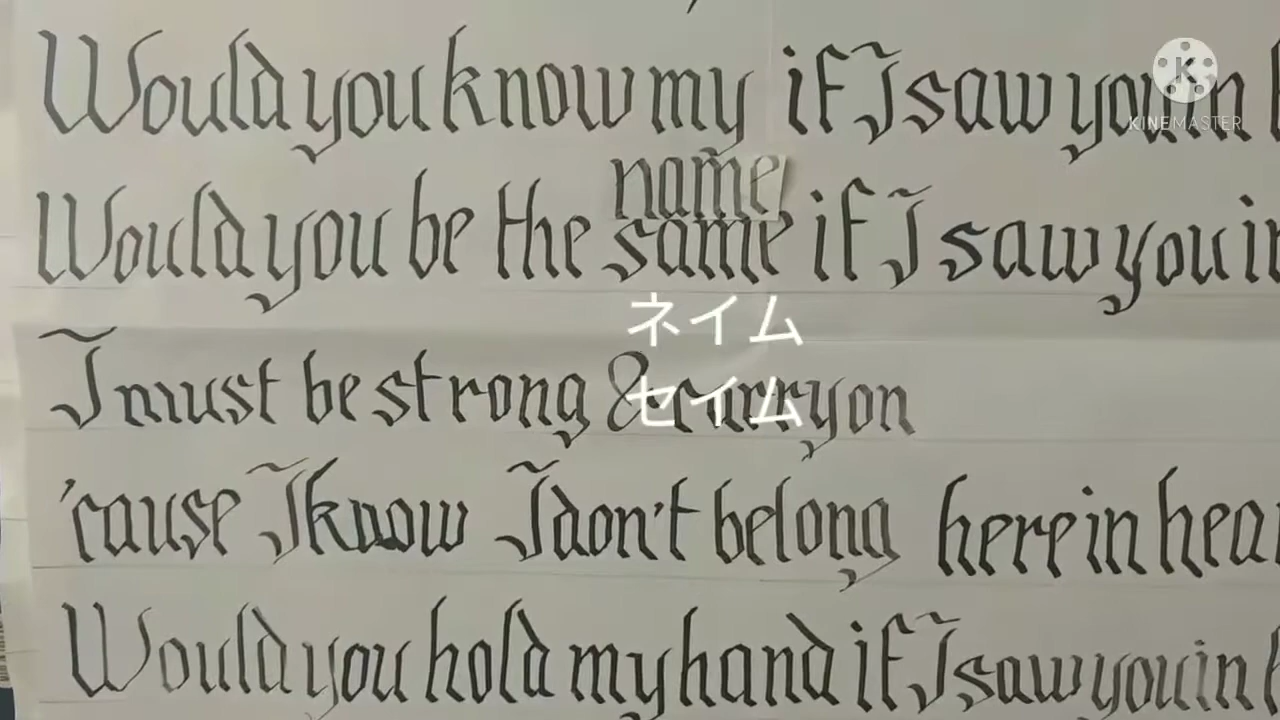 Would you know my if I saw you in
name
Would you be the same if I saw you in
ネイム
I must be strong & carry on
セイム
'cause I know I don't belong here in hea
Would you hold my hand if I saw you in
KINEMASTER